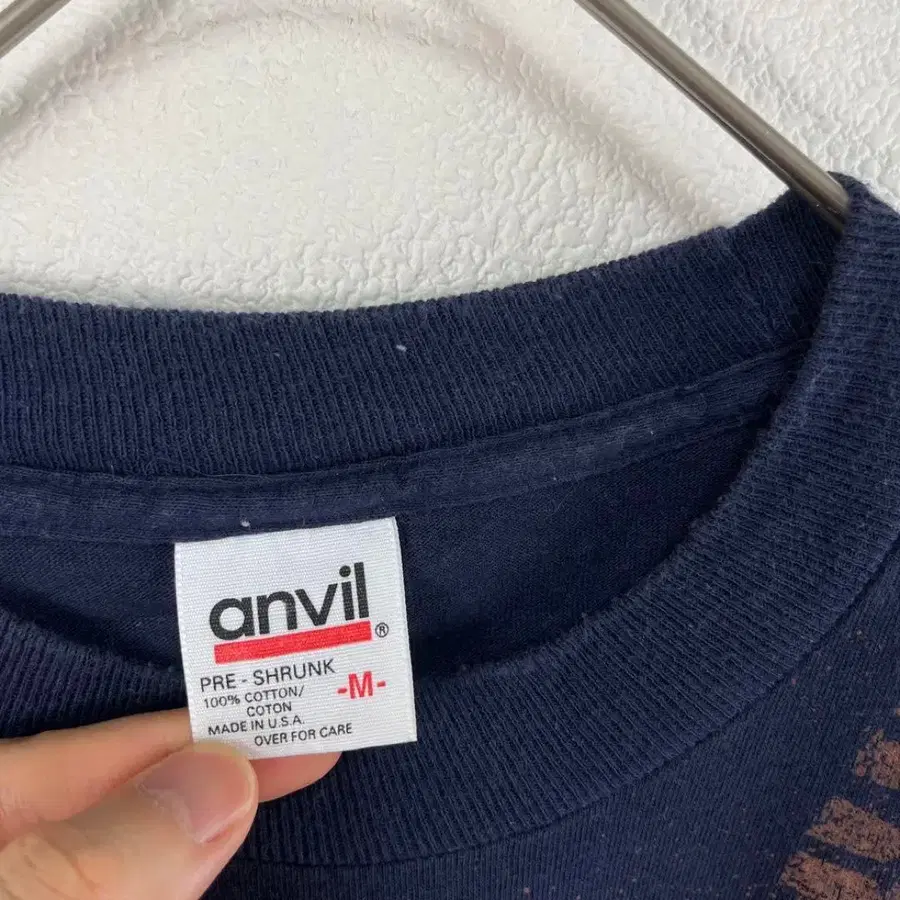 anvil®
PRE-SHRUNK
100% COTTON/
COTON
-M-
MADE IN U.S.A.
OVER FOR CARE